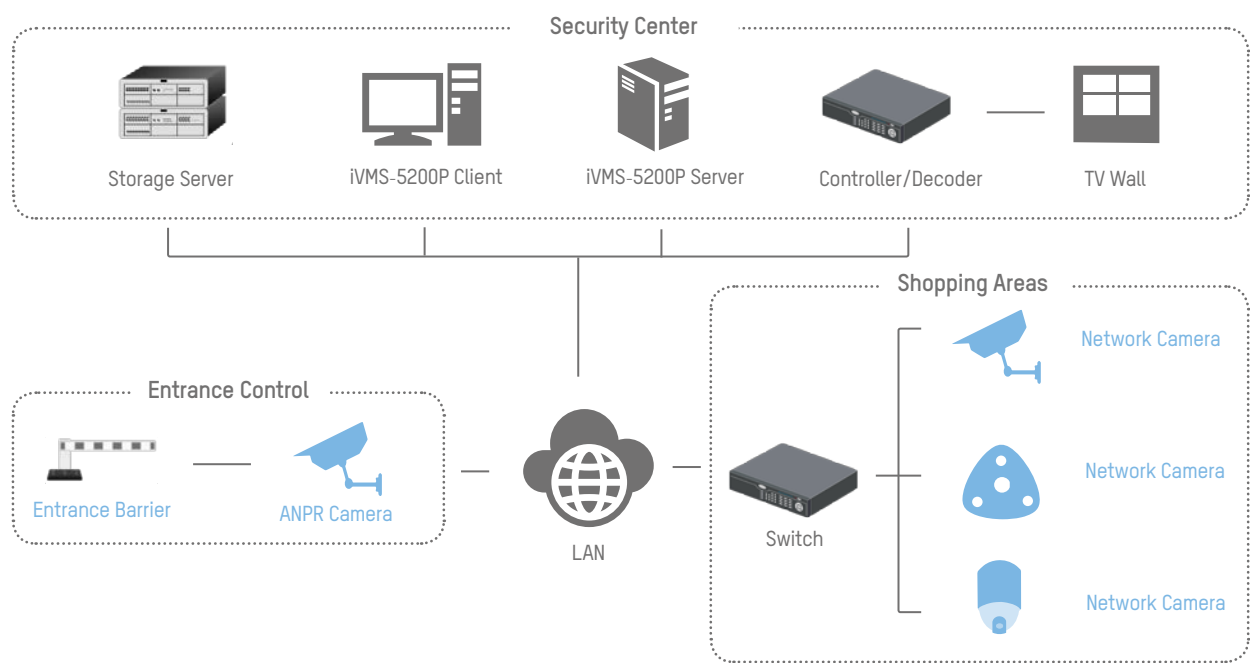 Security Center
Storage Server
iVMS-5200P Client
iVMS-5200P Server
Controller/Decoder
TV Wall
Shopping Areas
Network Camera
Entrance Control
Network Camera
Entrance Barrier
ANPR Camera
Switch
LAN
Network Camera